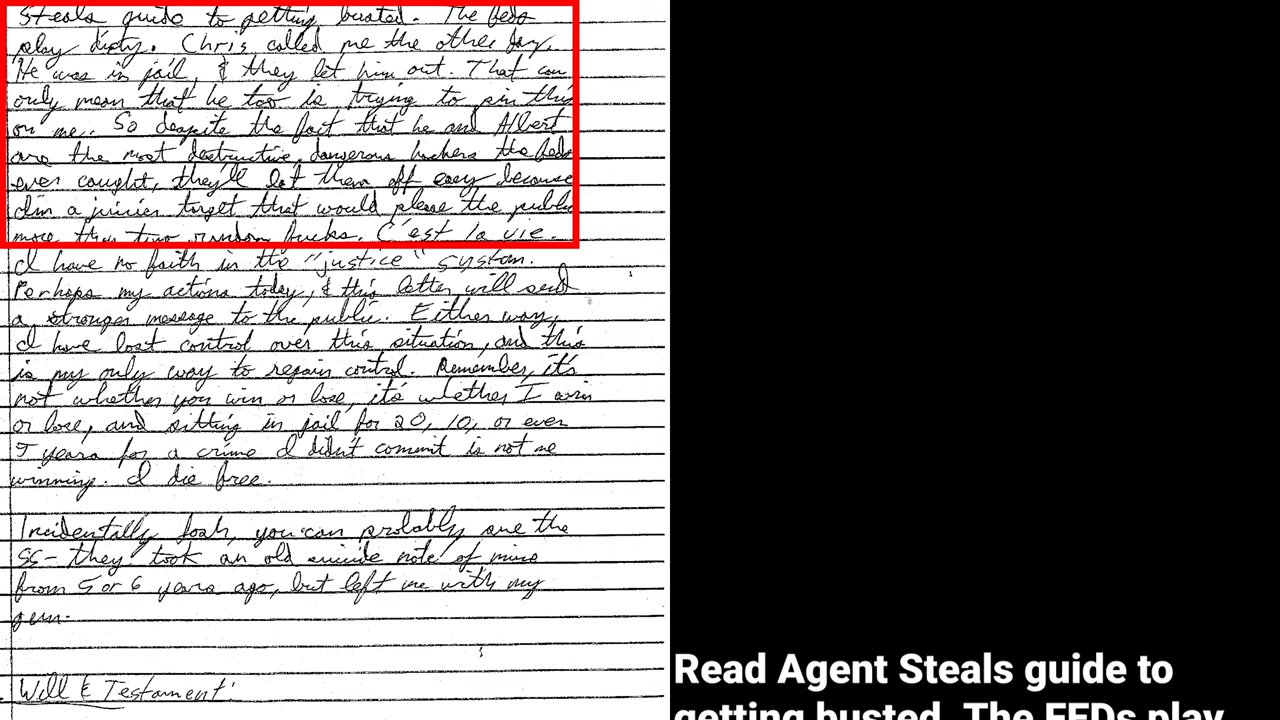 Steals guide to getting busted. The feds
play dirty. Chris called me the other day.
He was in jail, & they let him out. That can
only mean that he too is trying to pin this
on me. So despite the fact that he and Albert
are the most destructive, dangerous hackers the feds
ever caught, they'll let them off easy because
I'm a juicier target that would please the public
more than two random fucks. C'est la vie.
I have no faith in the "justice" system.
Perhaps my actions today, & this letter will send
a stronger message to the public. Either way,
I have lost control over this situation, and this
is my only way to regain control. Remember, it's
not whether you win or lose, it's whether I win
or lose, and sitting in jail for 20, 10, or even
5 years for a crime I didn't commit is not me
winning. I die free.
Incidentally Josh, you can probably sue the
SS- they took an old suicide note of mine
from 5 or 6 years ago, but left me with my
gun.
Will & Testament:
Read Agent Steals guide to
getting busted. The FEDs play